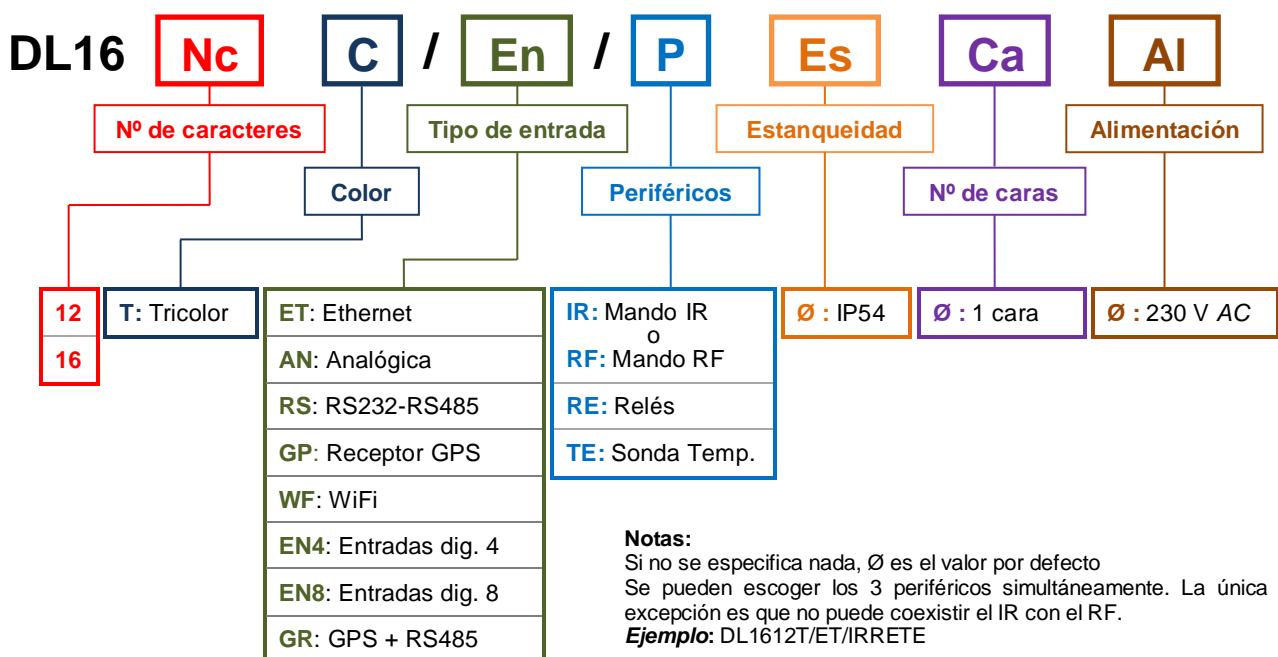 DL16 Nc C / En / P Es Ca Al
Nº de caracteres
Tipo de entrada
Estanqueidad
Alimentación
Color
Periféricos
Nº de caras
12
16
T: Tricolor
ET: Ethernet
AN: Analógica
RS: RS232-RS485
GP: Receptor GPS
WF: WiFi
EN4: Entradas dig. 4
EN8: Entradas dig. 8
GR: GPS + RS485
IR: Mando IR
o
RF: Mando RF
RE: Relés
TE: Sonda Temp.
Ø : IP54
Ø : 1 cara
Ø : 230 V AC
Notas:
Si no se especifica nada, Ø es el valor por defecto
Se pueden escoger los 3 periféricos simultáneamente. La única
excepción es que no puede coexistir el IR con el RF.
Ejemplo: DL1612T/ET/IRRETE